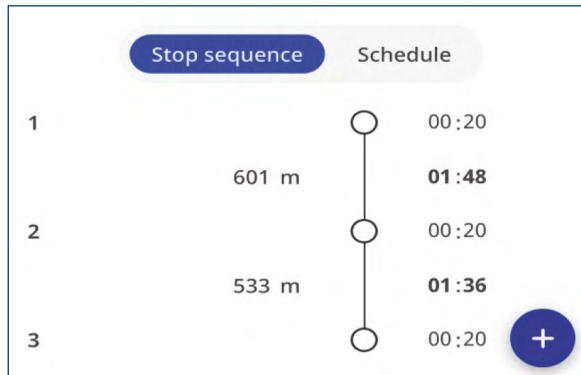 Stop sequence Schedule
1 00:20
601 m 01:48
2 00:20
533 m 01:36
3 00:20 +